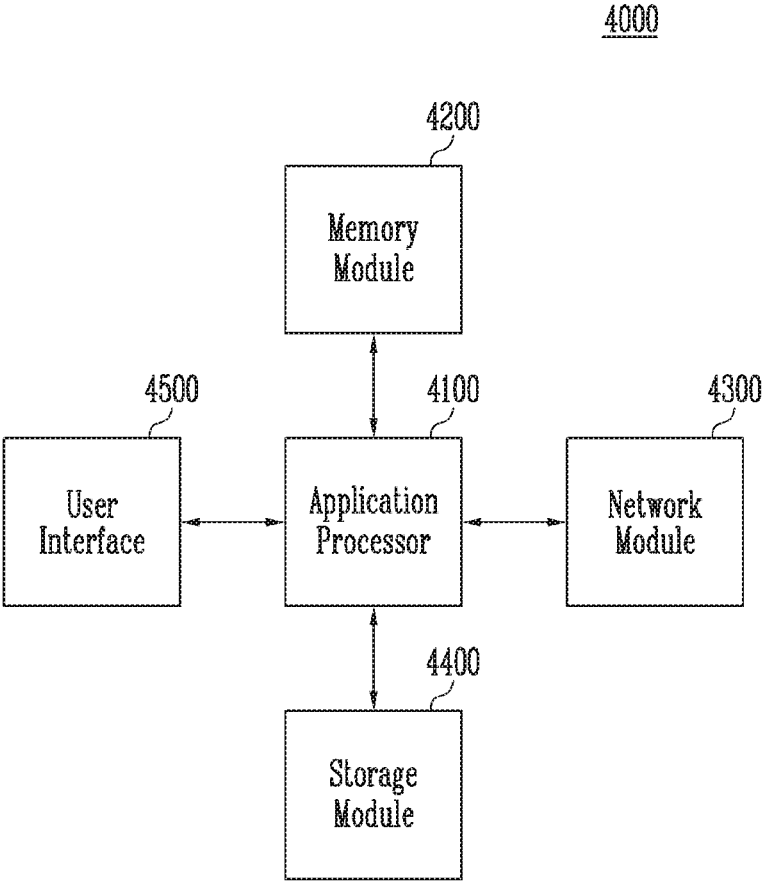 4000
4200
Memory
Module
4500
4100
4300
User
Interface
Application
Processor
Network
Module
4400
Storage
Module